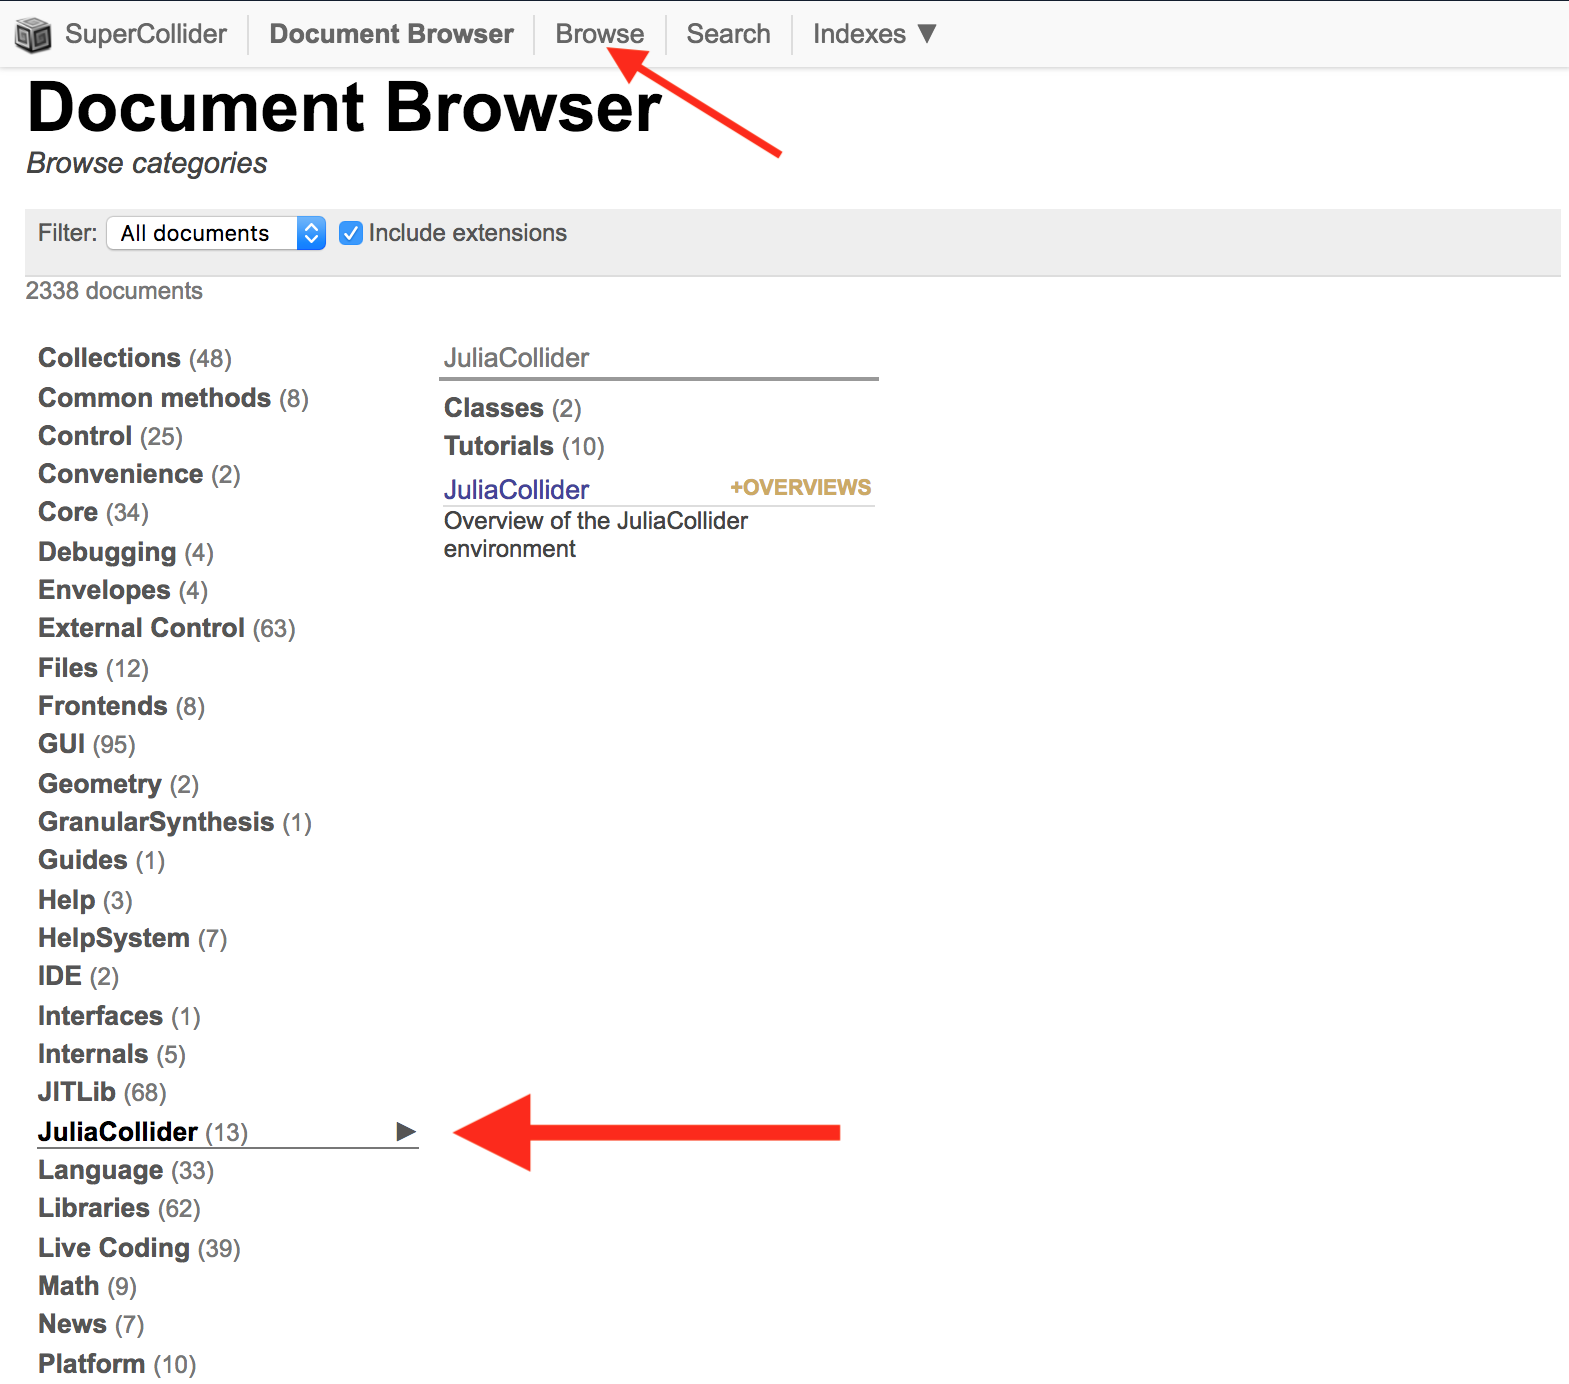 SuperCollider Document Browser Browse Search Indexes ▼
Document Browser
Browse categories
Filter: All documents Include extensions
2338 documents
Collections (48)
Common methods (8)
Control (25)
Convenience (2)
Core (34)
Debugging (4)
Envelopes (4)
External Control (63)
Files (12)
Frontends (8)
GUI (95)
Geometry (2)
GranularSynthesis (1)
Guides (1)
Help (3)
HelpSystem (7)
IDE (2)
Interfaces (1)
Internals (5)
JITLib (68)
JuliaCollider (13) ▶
Language (33)
Libraries (62)
Live Coding (39)
Math (9)
News (7)
Platform (10)
JuliaCollider
Classes (2)
Tutorials (10)
JuliaCollider +OVERVIEWS
Overview of the JuliaCollider
environment